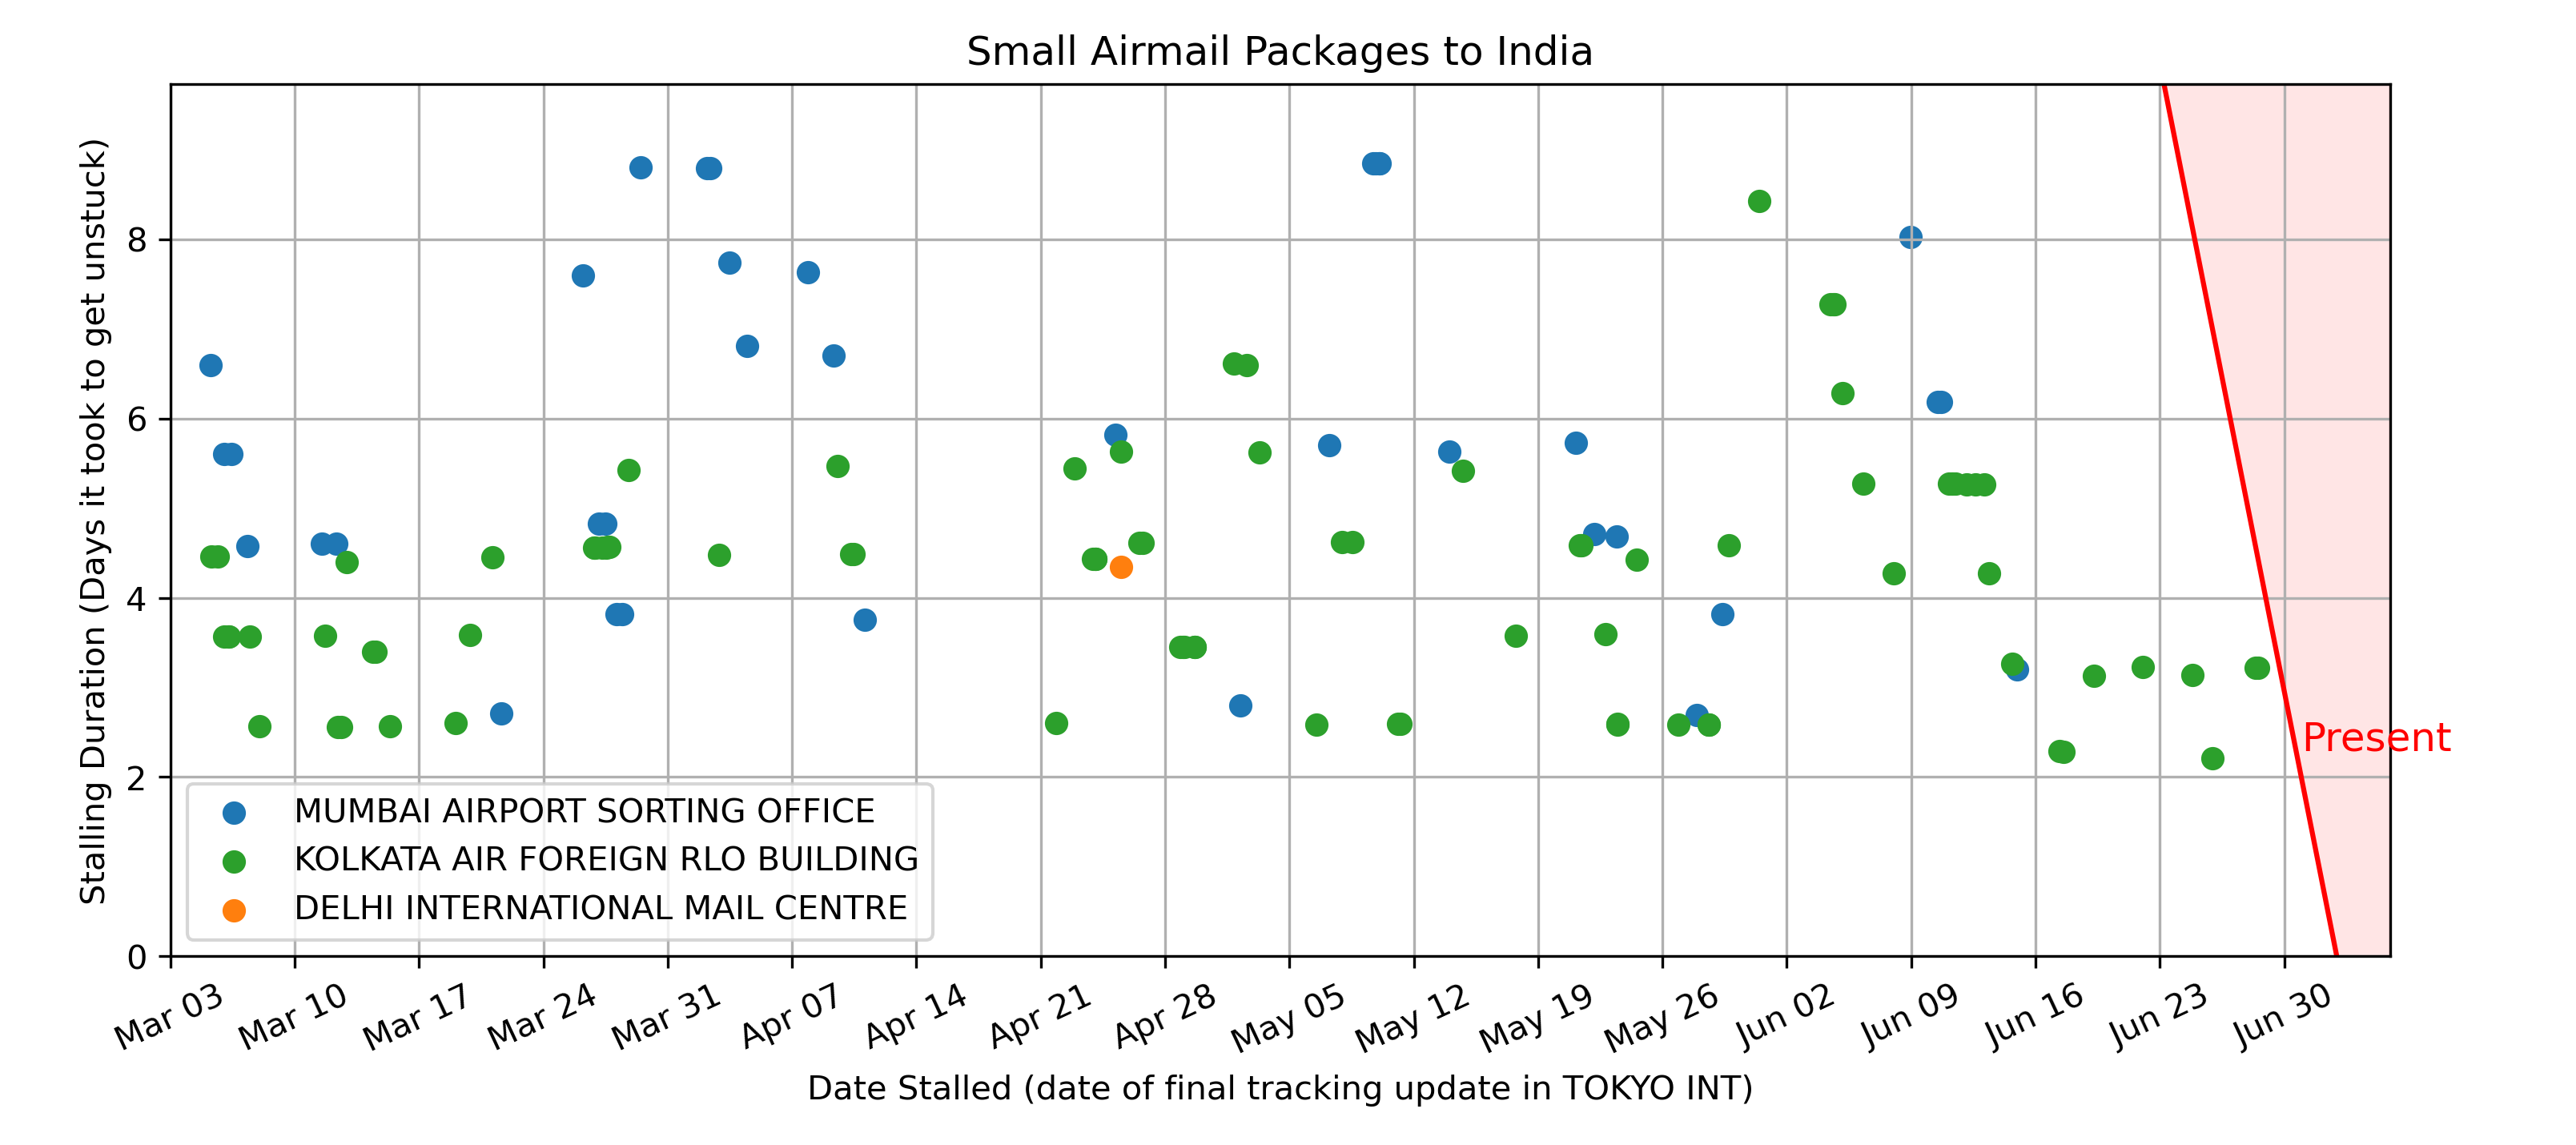 Small Airmail Packages to India
Stalling Duration (Days it took to get unstuck)
8
6
4
2
0
MUMBAI AIRPORT SORTING OFFICE
KOLKATA AIR FOREIGN RLO BUILDING
DELHI INTERNATIONAL MAIL CENTRE
Present
Mar 03
Mar 10
Mar 17
Mar 24
Mar 31
Apr 07
Apr 14
Apr 21
Apr 28
May 05
May 12
May 19
May 26
Jun 02
Jun 09
Jun 16
Jun 23
Jun 30
Date Stalled (date of final tracking update in TOKYO INT)